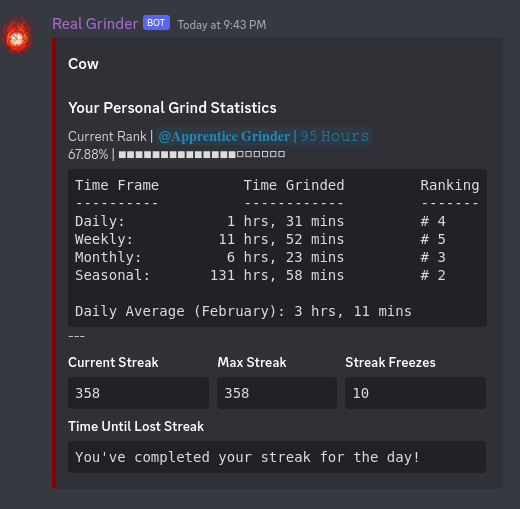 Real Grinder BOT Today at 9:43 PM
Cow
Your Personal Grind Statistics
Current Rank | @Apprentice Grinder | 95 Hours
67.88% | ■■■■■■■■■■■■■■□□□□□□
Time Frame Time Grinded Ranking
---------- ------------ -------
Daily: 1 hrs, 31 mins # 4
Weekly: 11 hrs, 52 mins # 5
Monthly: 6 hrs, 23 mins # 3
Seasonal: 131 hrs, 58 mins # 2
Daily Average (February): 3 hrs, 11 mins
---
Current Streak Max Streak Streak Freezes
358 358 10
Time Until Lost Streak
You've completed your streak for the day!